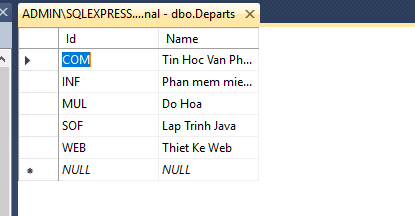 ADMIN\SQLEXPRESS....nal - dbo.Departs
Id Name
COM Tin Hoc Van Ph...
INF Phan mem mie...
MUL Do Hoa
SOF Lap Trinh Java
WEB Thiet Ke Web
NULL NULL